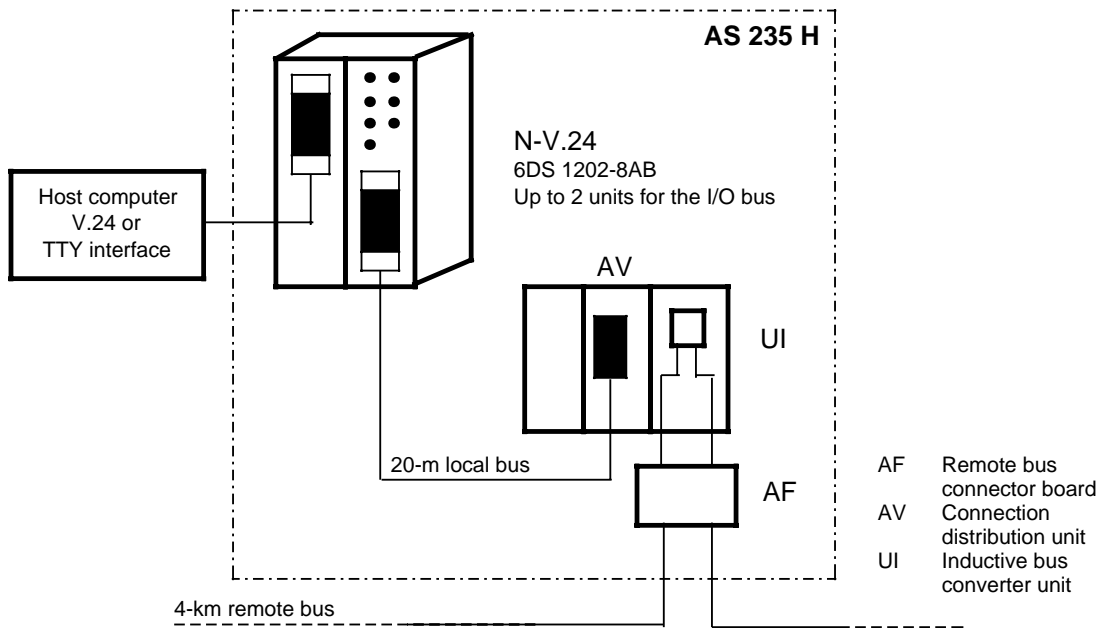 AS 235 H
N-V.24
6DS 1202-8AB
Up to 2 units for the I/O bus
Host computer
V.24 or
TTY interface
AV
UI
20-m local bus
AF
AF Remote bus
connector board
AV Connection
distribution unit
UI Inductive bus
converter unit
4-km remote bus